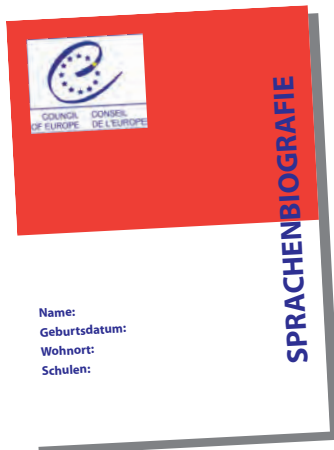 COUNCIL CONSEIL
OF EUROPE DE L'EUROPE
SPRACHENBIOGRAFIE
Name:
Geburtsdatum:
Wohnort:
Schulen: